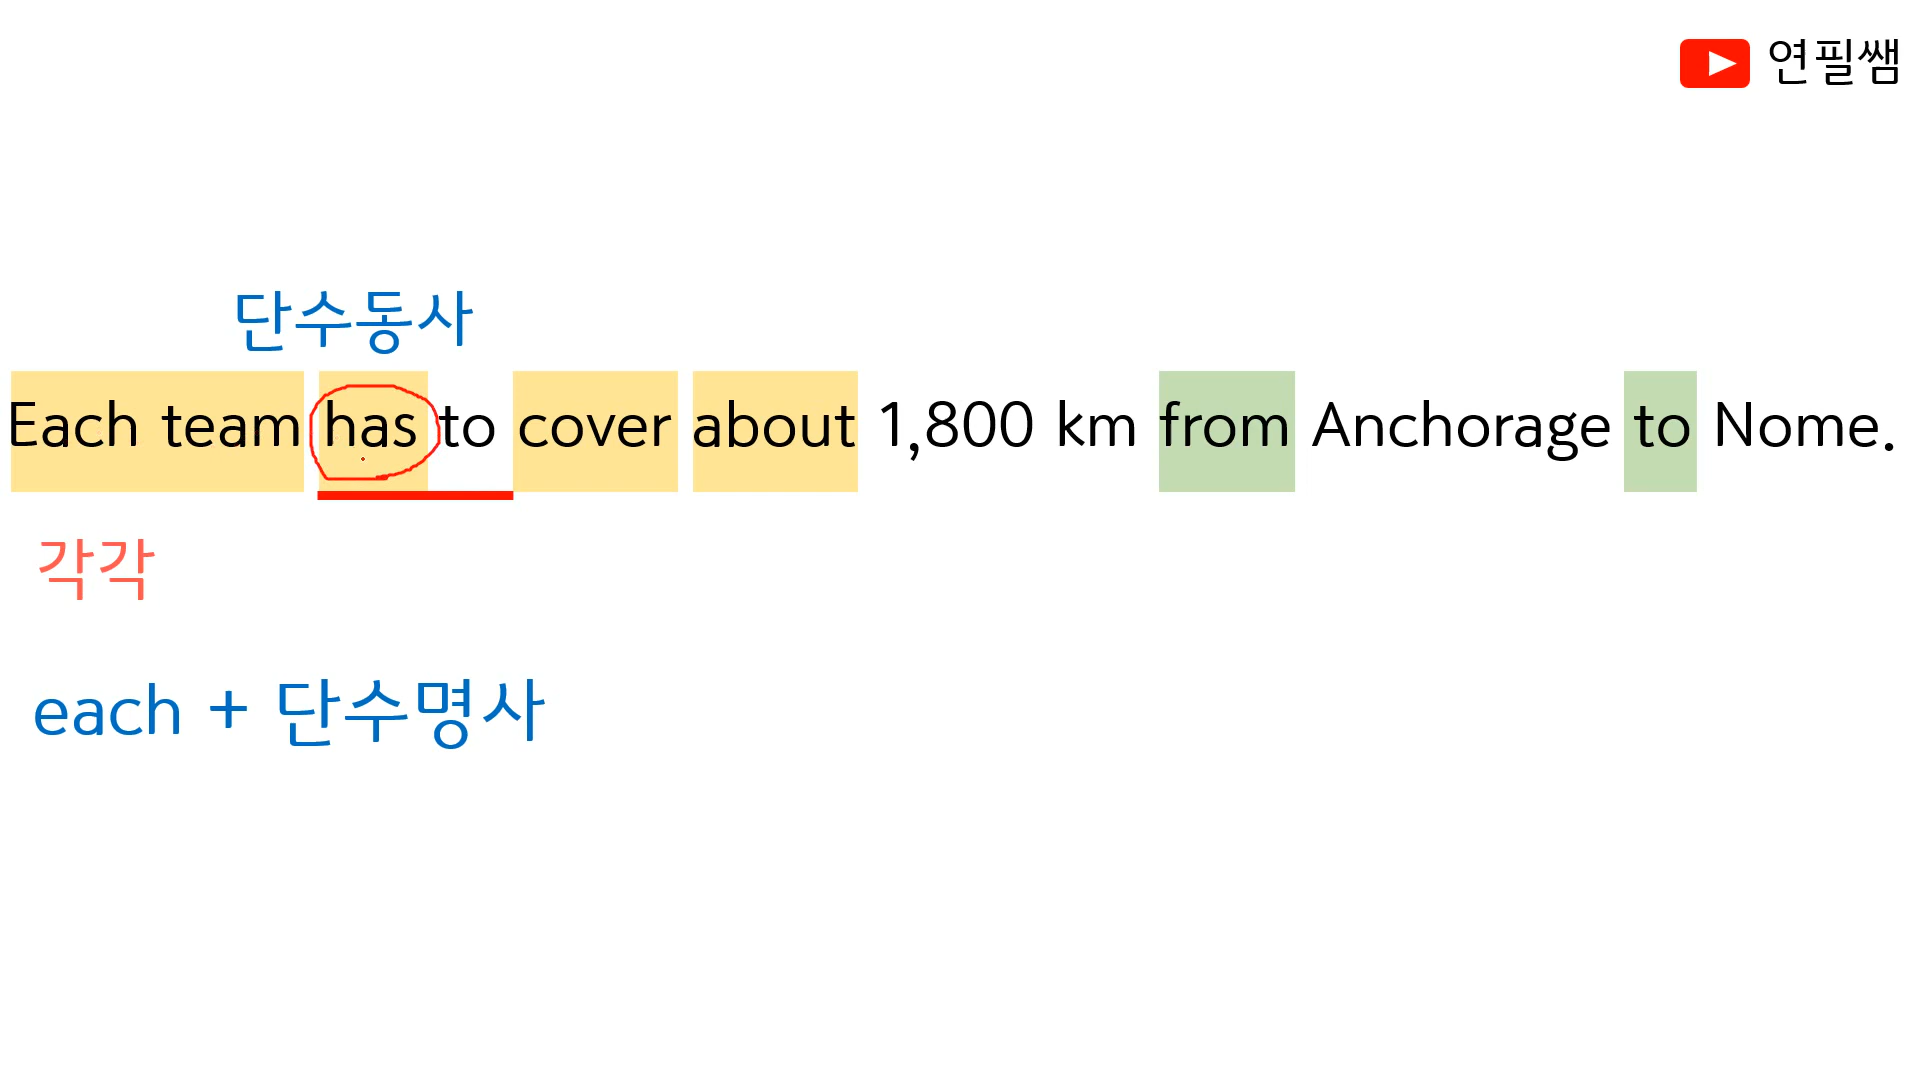 연필쌤
단수동사
Each team has to cover about 1,800 km from Anchorage to Nome.
각각
each + 단수명사